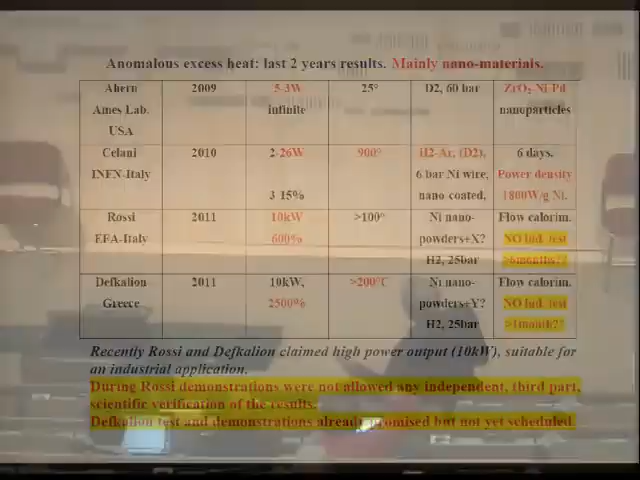 Anomalous excess heat: last 2 years results. Mainly nano-materials.
Ahern 2009 5-3W 25° D2, 60 bar ZrO2-Ni-Pd
Ames Lab. infinite nanoparticles
USA
Celani 2010 2-26W 900° H2-Ar, (D2). 6 days.
INFN-Italy 6 bar Ni wire, Power density
3-15% nano-coated, 1800W/g Ni.
Rossi 2011 10kW >100° Ni nano- Flow calorim.
EFA-Italy 600% powders+X? NO Ind. test
H2, 25bar >6months??
Defkalion 2011 10kW, >200°C Ni nano- Flow calorim.
Greece 2500% powders+Y? NO Ind. test
H2, 25bar >1month??
Recently Rossi and Defkalion claimed high power output (10kW), suitable for
an industrial application.
During Rossi demonstrations were not allowed any independent, third part,
scientific verification of the results.
Defkalion test and demonstrations already promised but not yet scheduled.